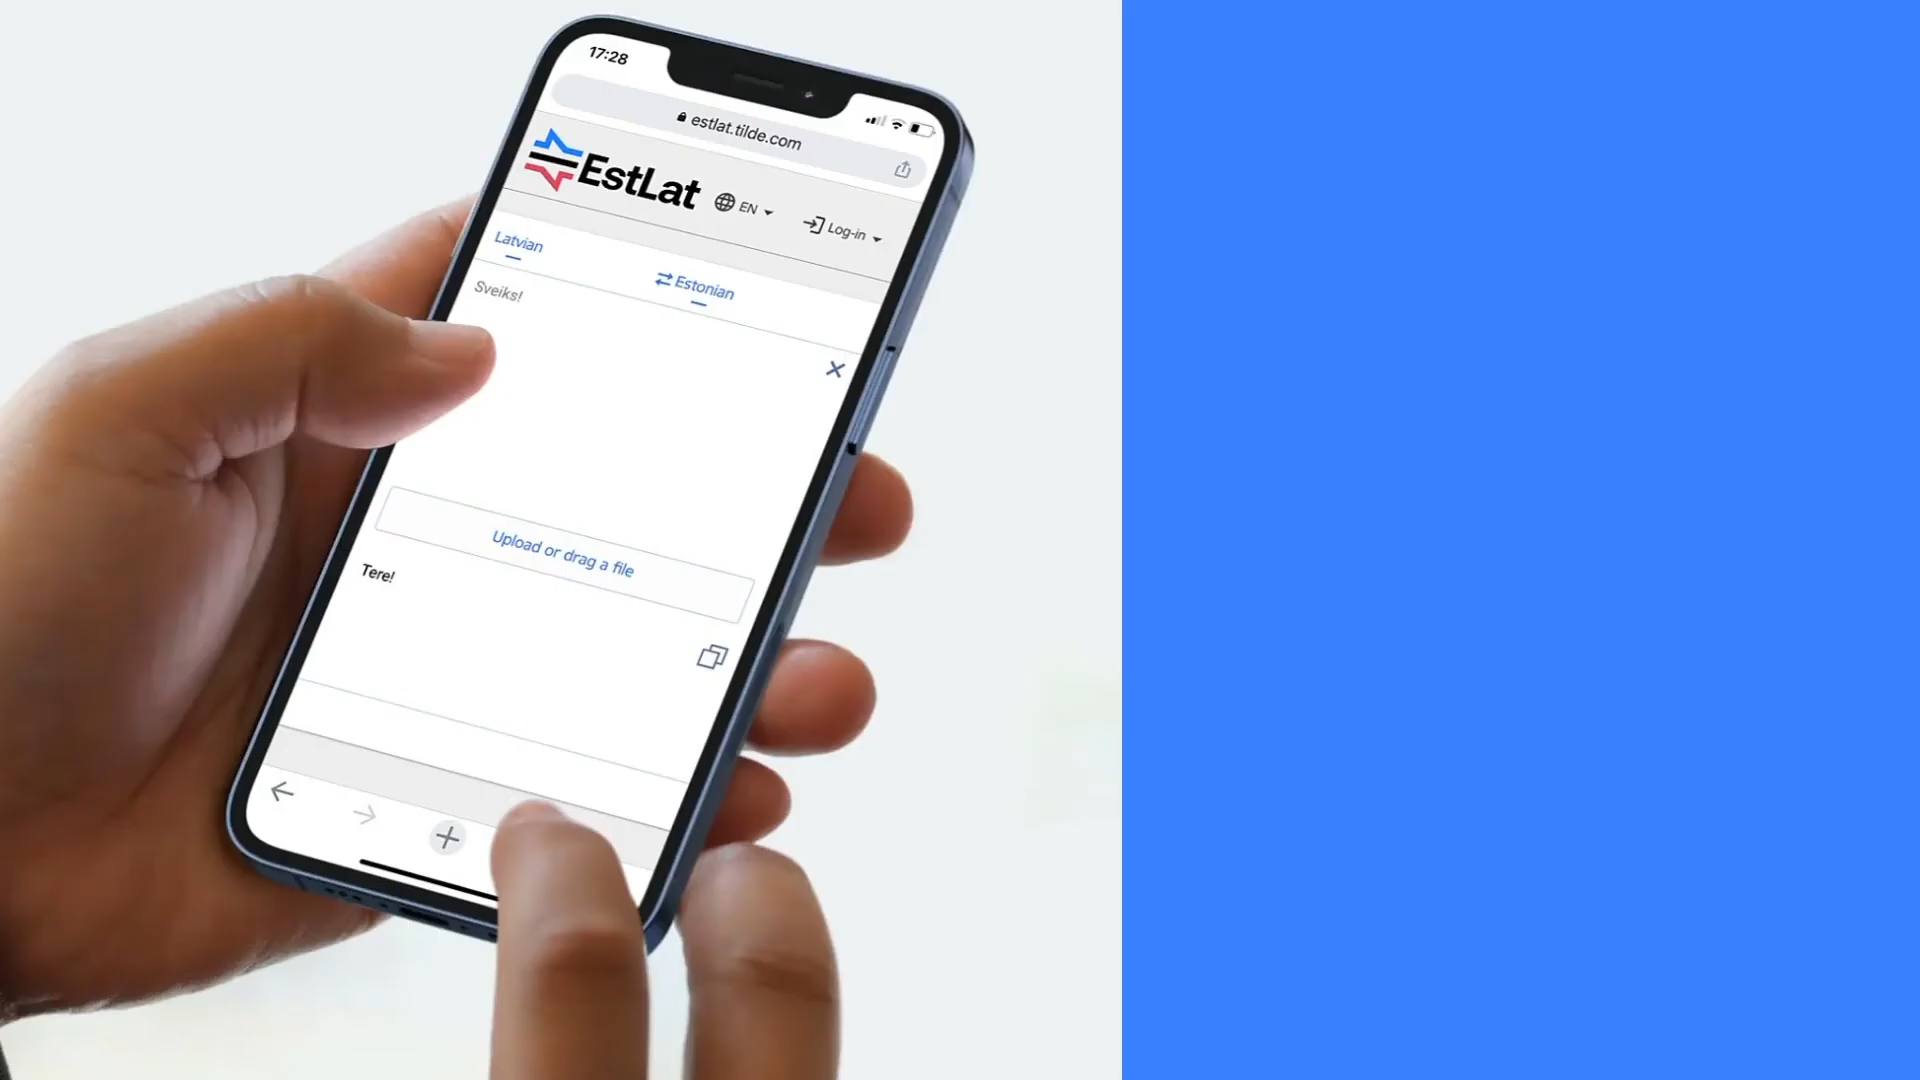 17:28
estlat.tilde.com
EstLat
EN
Log-in
Latvian
Estonian
Sveiks!
Upload or drag a file
Tere!